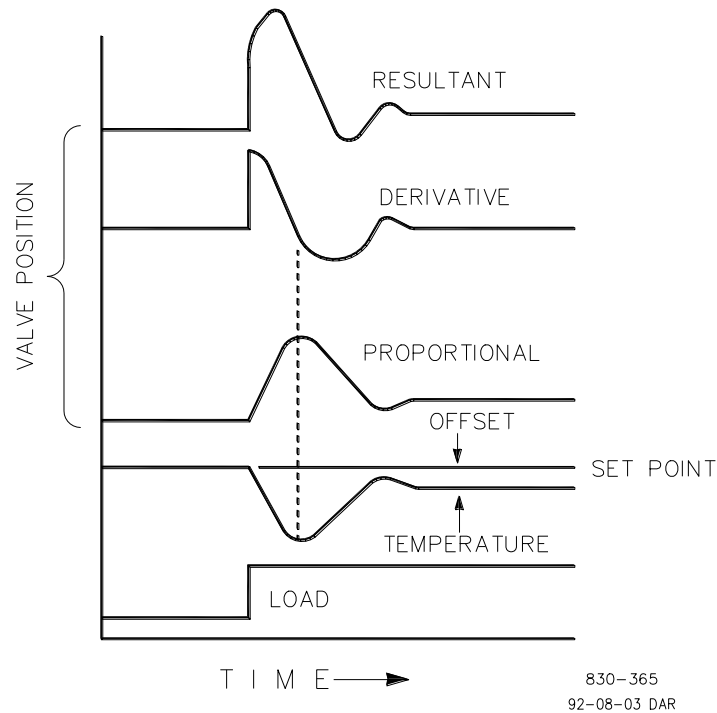 RESULTANT
DERIVATIVE
VALVE POSITION
PROPORTIONAL
OFFSET
SET POINT
TEMPERATURE
LOAD
TIME
830-365
92-08-03 DAR